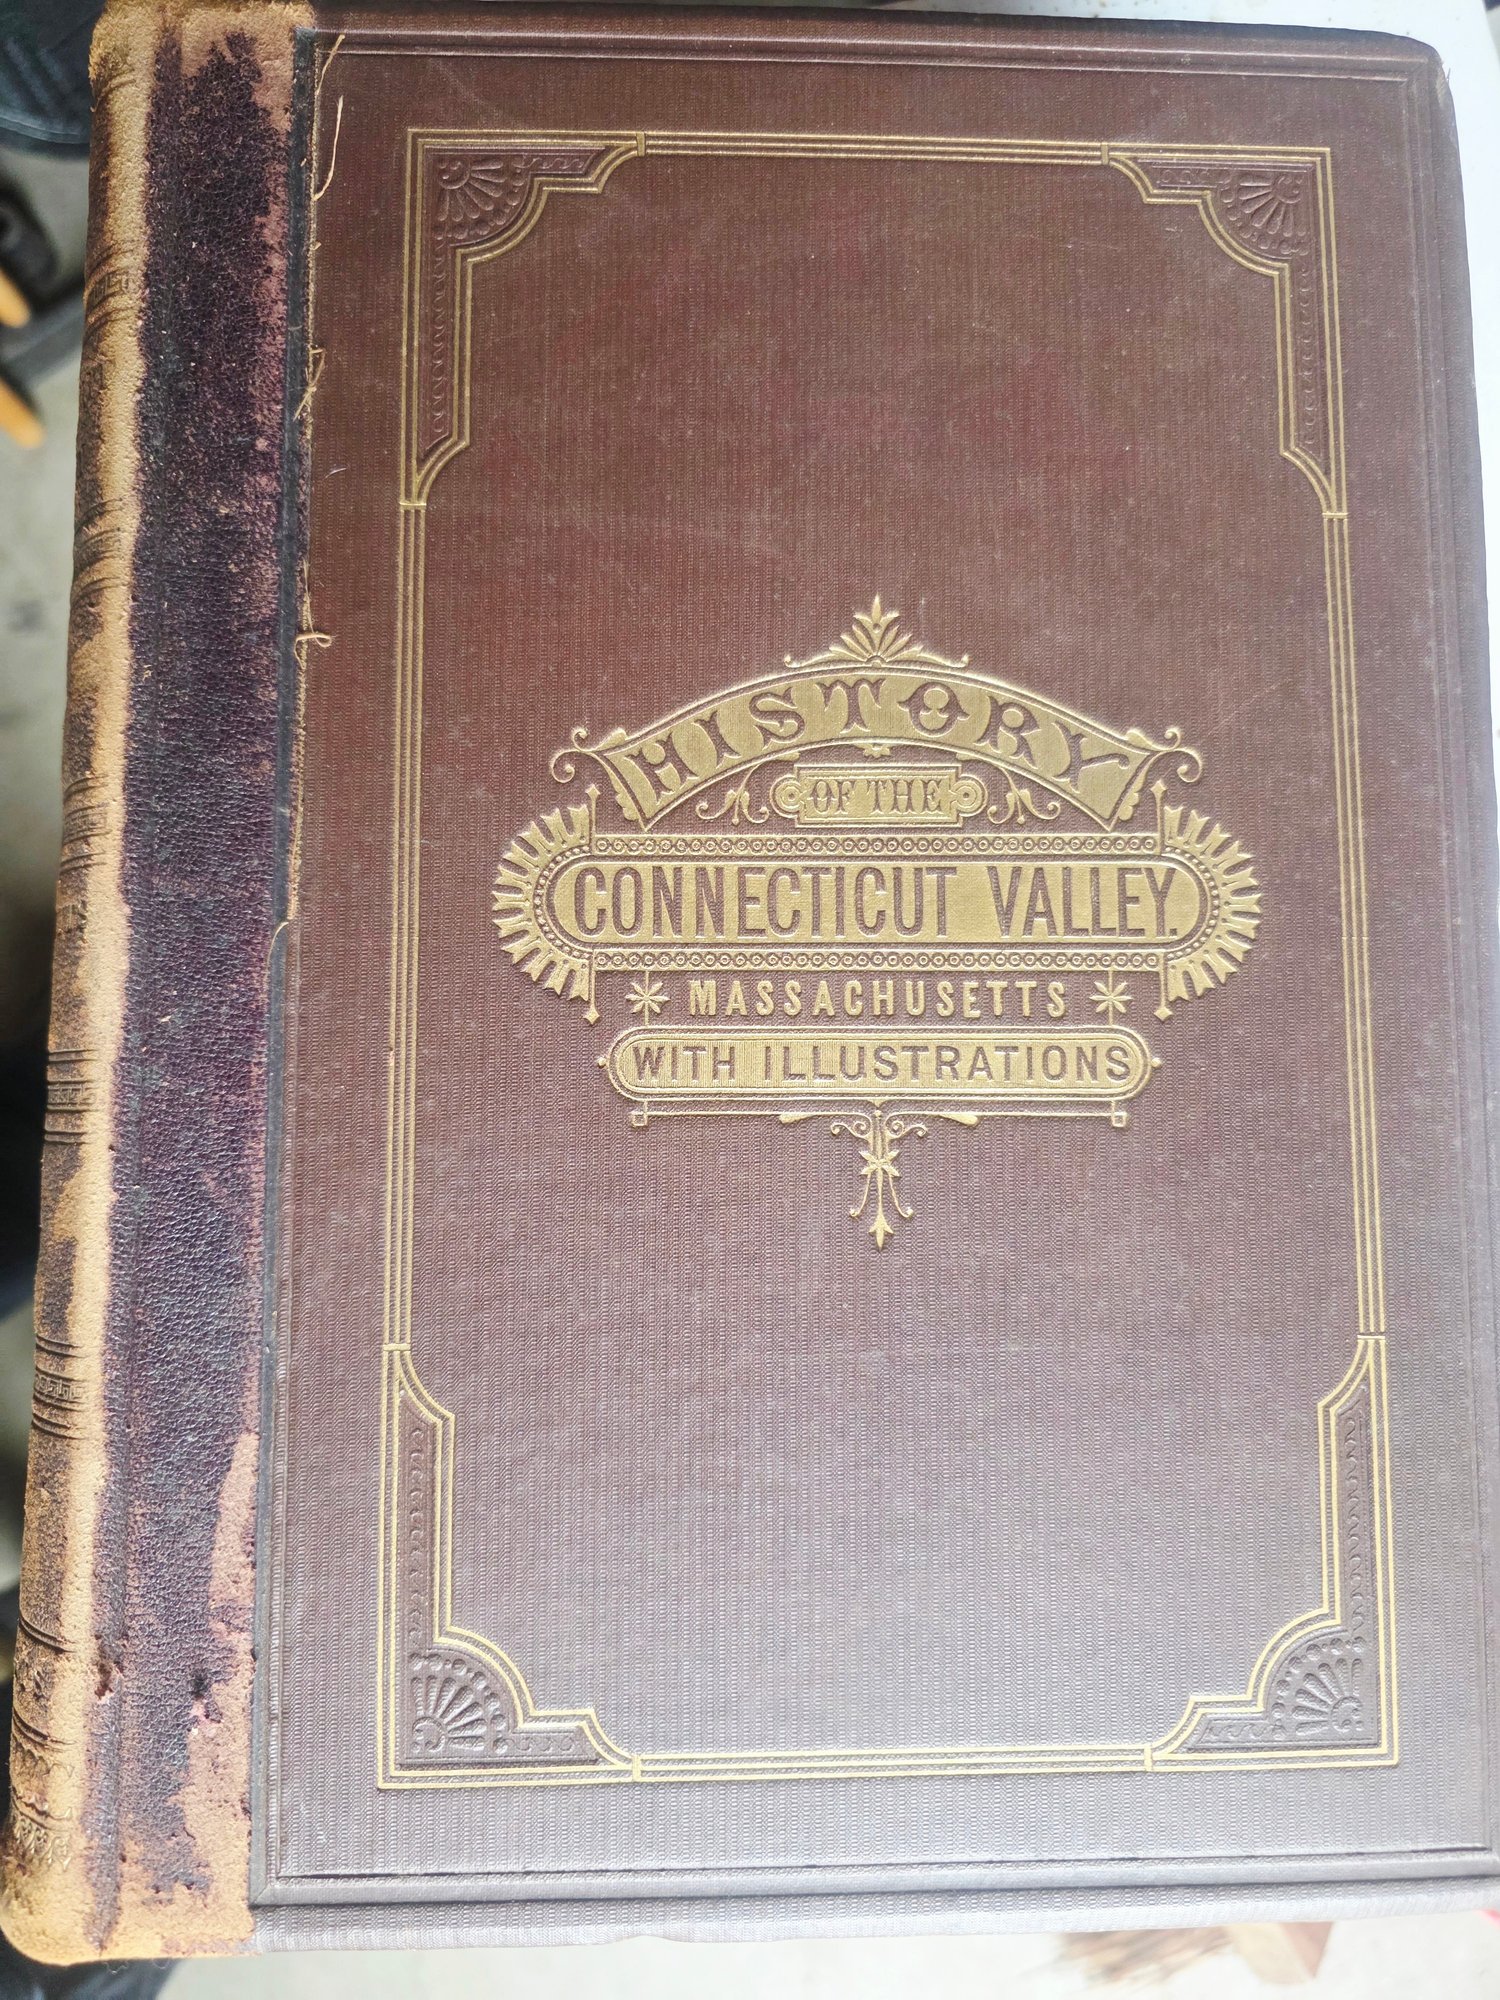 HISTORY
OF THE
CONNECTICUT VALLEY.
MASSACHUSETTS
WITH ILLUSTRATIONS